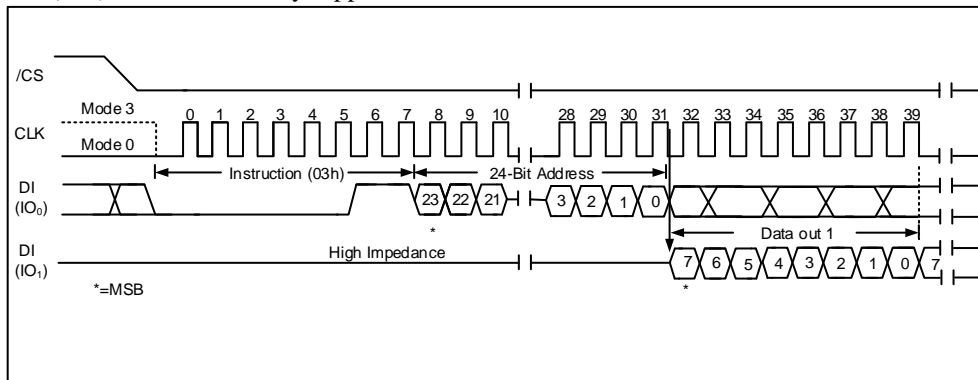 /CS
Mode 3
0 1 2 3 4 5 6 7 8 9 10 28 29 30 31 32 33 34 35 36 37 38 39
CLK
Mode 0
Instruction (03h) 24-Bit Address
DI
(IO0)
23 22 21 3 2 1 0
*
Data out 1
DI
(IO1)
High Impedance
7 6 5 4 3 2 1 0 7
*=MSB
*